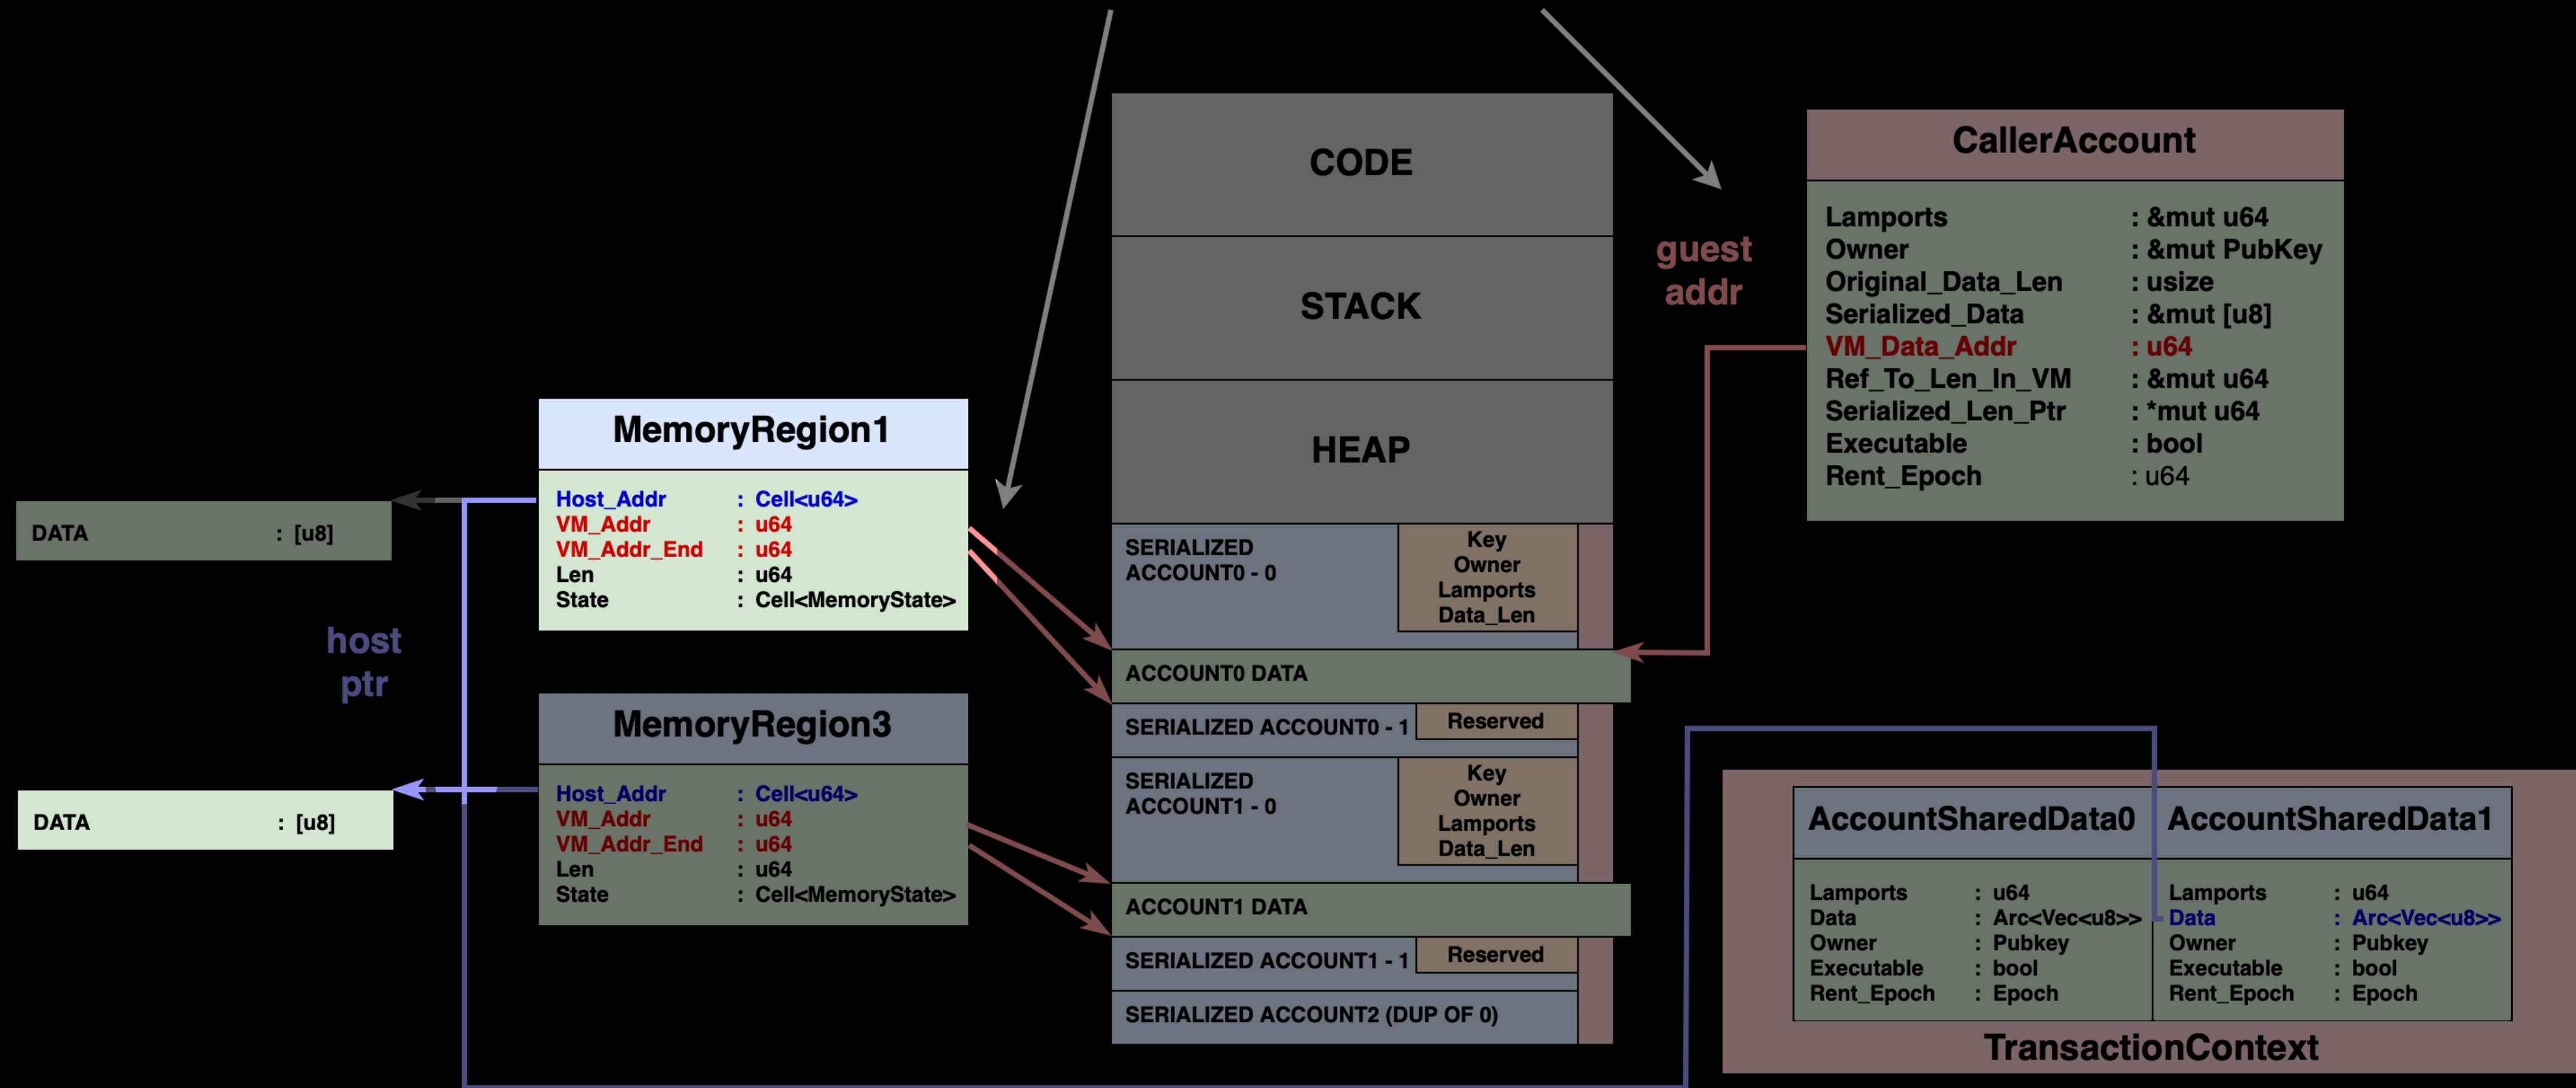 CODE
STACK
HEAP
SERIALIZED
ACCOUNT0 - 0
Key
Owner
Lamports
Data_Len
ACCOUNT0 DATA
SERIALIZED ACCOUNT0 - 1
Reserved
SERIALIZED
ACCOUNT1 - 0
Key
Owner
Lamports
Data_Len
ACCOUNT1 DATA
SERIALIZED ACCOUNT1 - 1
Reserved
SERIALIZED ACCOUNT2 (DUP OF 0)
guest
addr
CallerAccount
Lamports : &mut u64
Owner : &mut PubKey
Original_Data_Len : usize
Serialized_Data : &mut [u8]
VM_Data_Addr : u64
Ref_To_Len_In_VM : &mut u64
Serialized_Len_Ptr : *mut u64
Executable : bool
Rent_Epoch : u64
MemoryRegion1
Host_Addr : Cell<u64>
VM_Addr : u64
VM_Addr_End : u64
Len : u64
State : Cell<MemoryState>
DATA : [u8]
host
ptr
MemoryRegion3
Host_Addr : Cell<u64>
VM_Addr : u64
VM_Addr_End : u64
Len : u64
State : Cell<MemoryState>
DATA : [u8]
AccountSharedData0
Lamports : u64
Data : Arc<Vec<u8>>
Owner : Pubkey
Executable : bool
Rent_Epoch : Epoch
AccountSharedData1
Lamports : u64
Data : Arc<Vec<u8>>
Owner : Pubkey
Executable : bool
Rent_Epoch : Epoch
TransactionContext